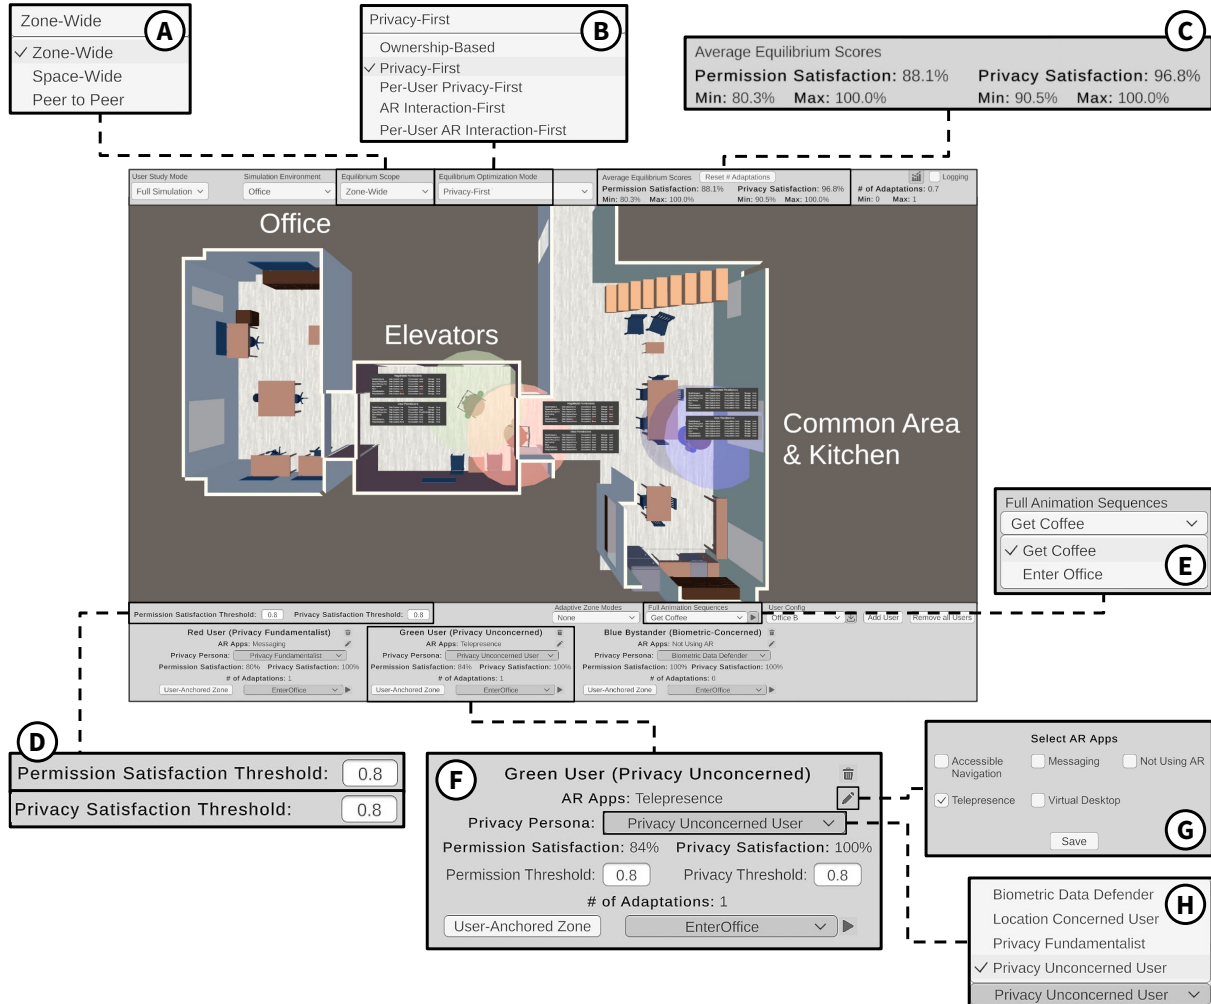 Zone-Wide
A
Zone-Wide
Space-Wide
Peer to Peer
Privacy-First
B
Ownership-Based
Privacy-First
Per-User Privacy-First
AR Interaction-First
Per-User AR Interaction-First
C
Average Equilibrium Scores
Permission Satisfaction: 88.1% Privacy Satisfaction: 96.8%
Min: 80.3% Max: 100.0% Min: 90.5% Max: 100.0%
User Study Mode Simulation Environment Equilibrium Scope Equilibrium Optimization Mode Average Equilibrium Scores Reset # Adaptations Logging
Full Simulation Office Zone-Wide Privacy-First Permission Satisfaction: 88.1% Privacy Satisfaction: 96.8% # of Adaptations: 0.7
Min: 80.3% Max: 100.0% Min: 90.5% Max: 100.0% Min: 0 Max: 1
Office
Elevators
Common Area
& Kitchen
Full Animation Sequences
Get Coffee
Get Coffee
Enter Office
E
Permission Satisfaction Threshold: 0.8 Privacy Satisfaction Threshold: 0.8
Adaptive Zone Modes Full Animation Sequences User Config
None Get Coffee Office B Add User Remove all Users
Red User (Privacy Fundamentalist)
AR Apps: Messaging
Privacy Persona: Privacy Fundamentalist
Permission Satisfaction: 80% Privacy Satisfaction: 100%
# of Adaptations: 1
User-Anchored Zone EnterOffice
Green User (Privacy Unconcerned)
AR Apps: Telepresence
Privacy Persona: Privacy Unconcerned User
Permission Satisfaction: 84% Privacy Satisfaction: 100%
# of Adaptations: 1
User-Anchored Zone EnterOffice
Blue Bystander (Biometric-Concerned)
AR Apps: Not Using AR
Privacy Persona: Biometric Data Defender
Permission Satisfaction: 100% Privacy Satisfaction: 100%
# of Adaptations: 0
User-Anchored Zone EnterOffice
D
Permission Satisfaction Threshold: 0.8
Privacy Satisfaction Threshold: 0.8
F
Green User (Privacy Unconcerned)
AR Apps: Telepresence
Privacy Persona: Privacy Unconcerned User
Permission Satisfaction: 84% Privacy Satisfaction: 100%
Permission Threshold: 0.8 Privacy Threshold: 0.8
# of Adaptations: 1
User-Anchored Zone EnterOffice
Select AR Apps
Accessible Navigation Messaging Not Using AR
Telepresence Virtual Desktop
Save
G
Biometric Data Defender
H
Location Concerned User
Privacy Fundamentalist
Privacy Unconcerned User
Privacy Unconcerned User